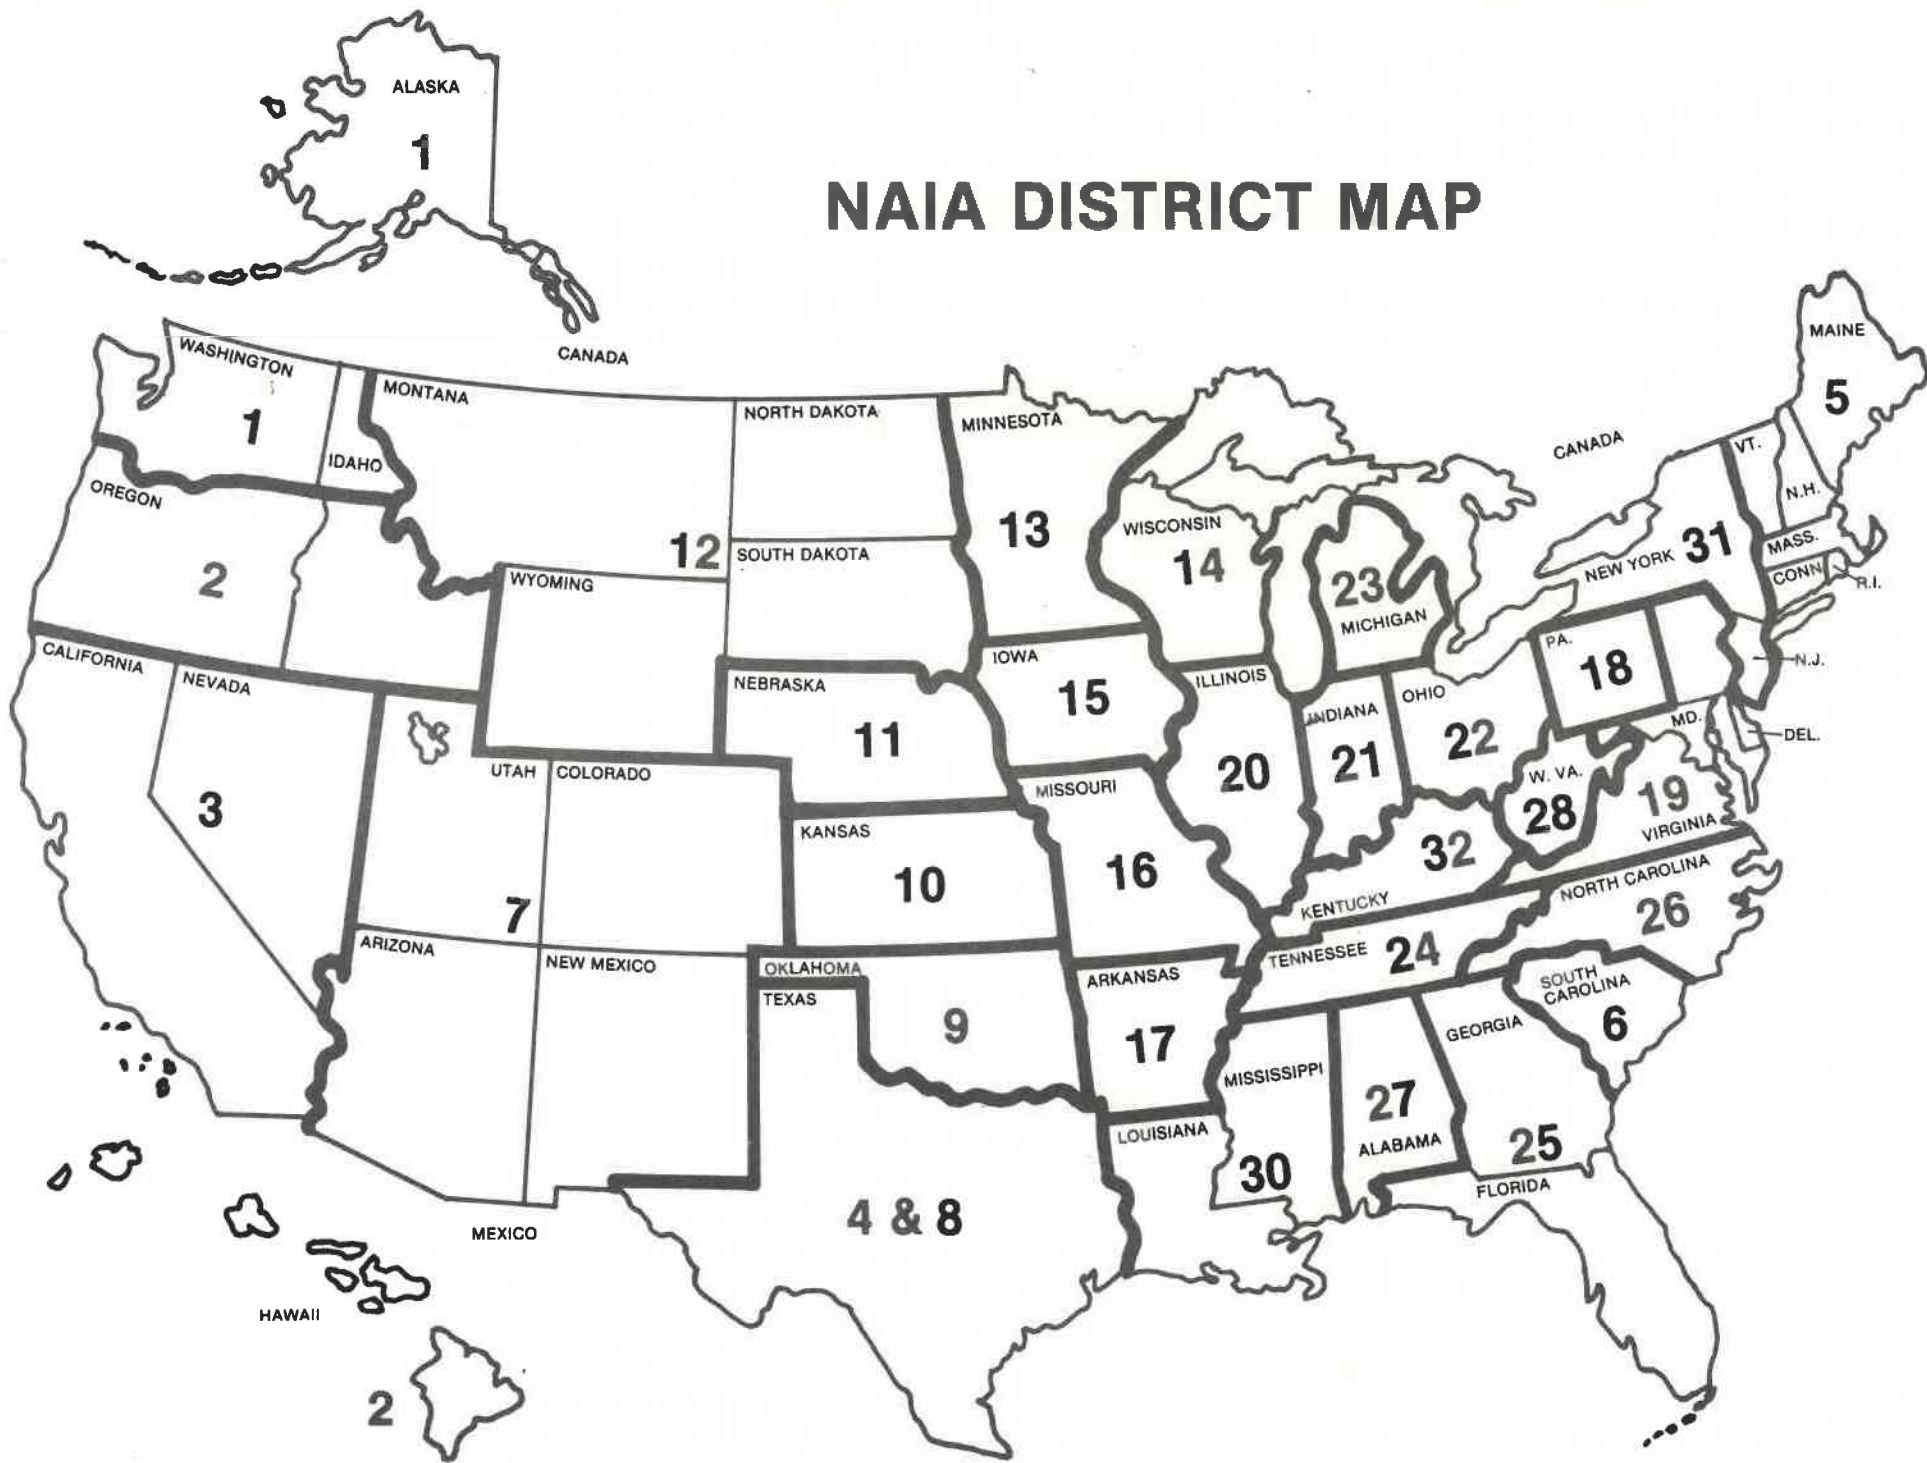 ALASKA
1
NAIA DISTRICT MAP
CANADA
WASHINGTON
1
IDAHO
MONTANA
12
NORTH DAKOTA
SOUTH DAKOTA
MINNESOTA
13
WISCONSIN
14
23
MICHIGAN
CANADA
MAINE
5
VT.
N.H.
MASS.
CONN.
R.I.
NEW YORK
31
OREGON
2
WYOMING
CALIFORNIA
NEVADA
3
NEBRASKA
11
IOWA
15
ILLINOIS
20
INDIANA
21
OHIO
22
PA.
18
N.J.
MD.
DEL.
W. VA.
28
19
VIRGINIA
UTAH
COLORADO
7
KANSAS
10
MISSOURI
16
32
KENTUCKY
NORTH CAROLINA
26
ARIZONA
NEW MEXICO
OKLAHOMA
9
TEXAS
4 & 8
ARKANSAS
17
TENNESSEE
24
SOUTH
CAROLINA
6
GEORGIA
25
MISSISSIPPI
30
27
ALABAMA
LOUISIANA
FLORIDA
MEXICO
HAWAII
2